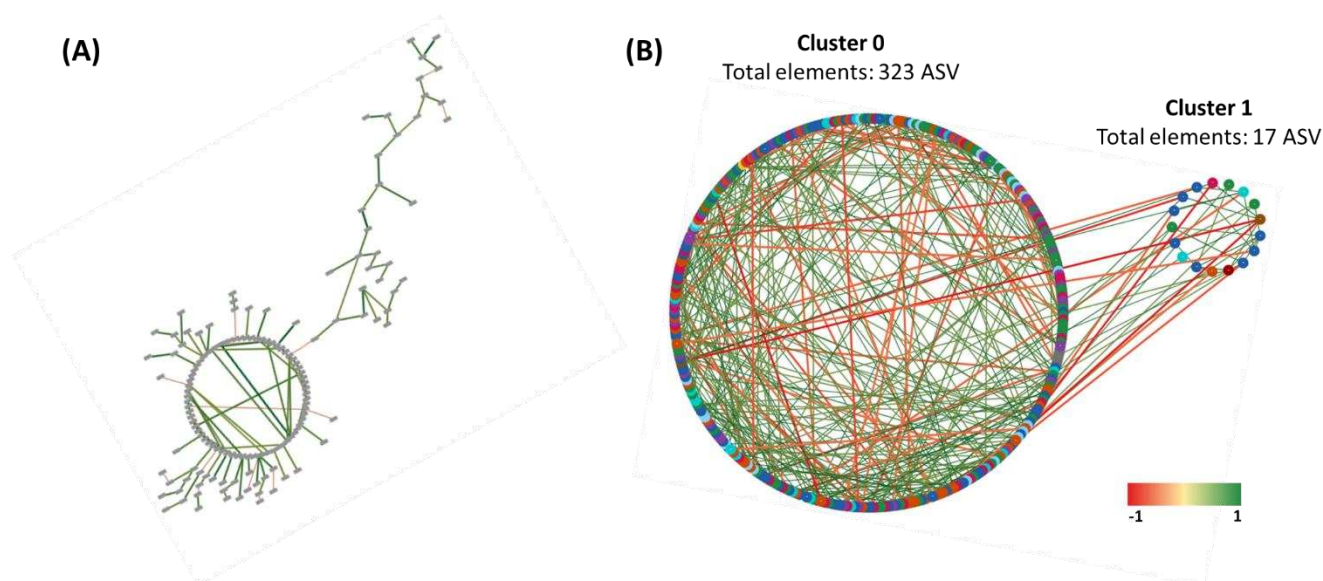 (A)
(B)
Cluster 0
Total elements: 323 ASV
Cluster 1
Total elements: 17 ASV
-1
1